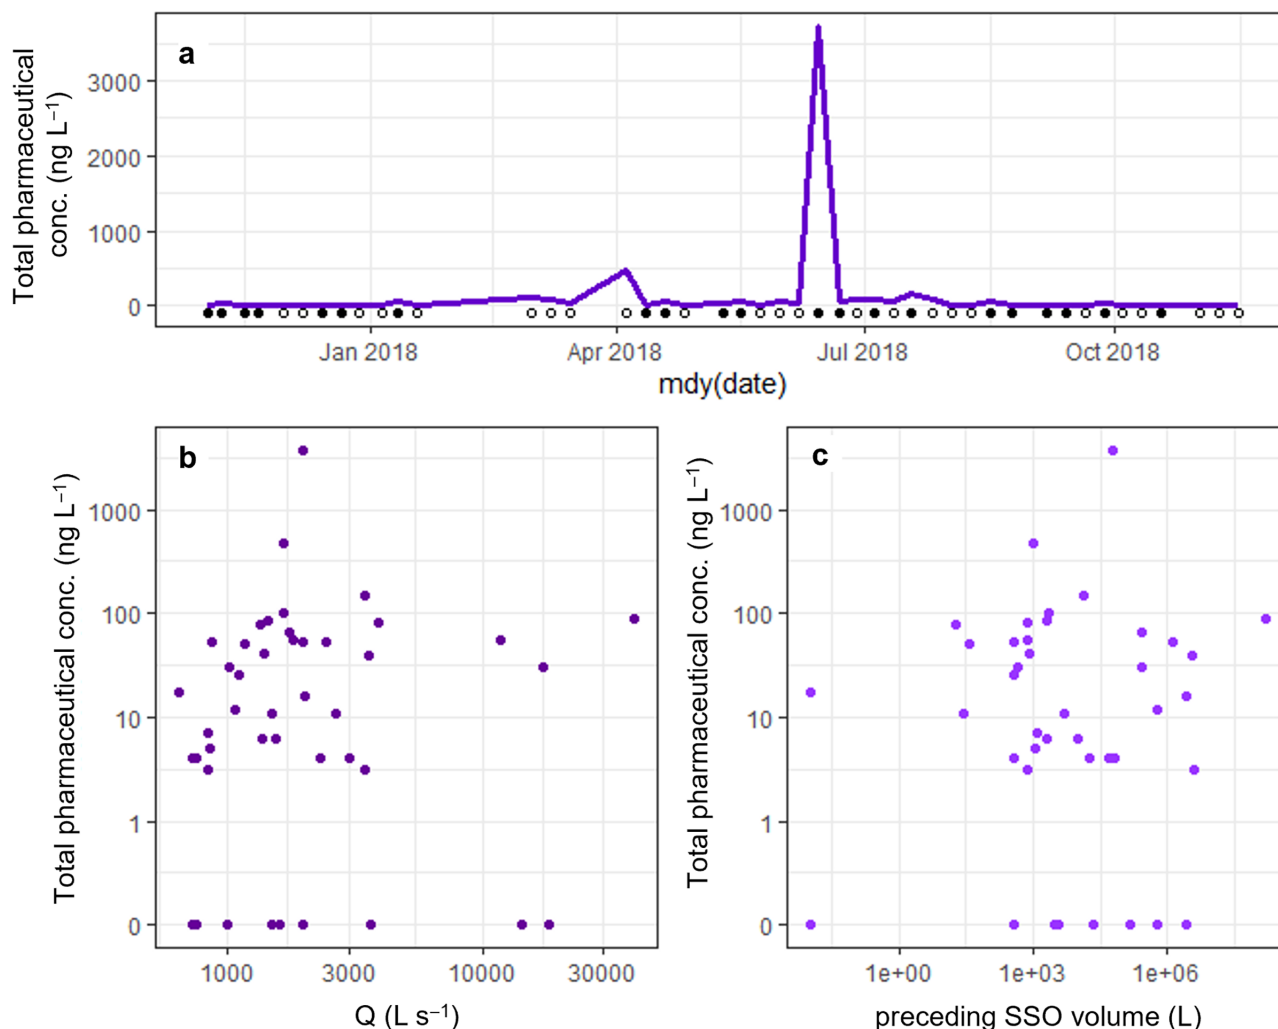 a
Total pharmaceutical
conc. (ng L⁻¹)
3000
2000
1000
0
Jan 2018
Apr 2018
Jul 2018
Oct 2018
mdy(date)
b
Total pharmaceutical conc. (ng L⁻¹)
1000
100
10
1
0
1000
3000
10000
30000
Q (L s⁻¹)
c
Total pharmaceutical conc. (ng L⁻¹)
1000
100
10
1
0
1e+00
1e+03
1e+06
preceding SSO volume (L)